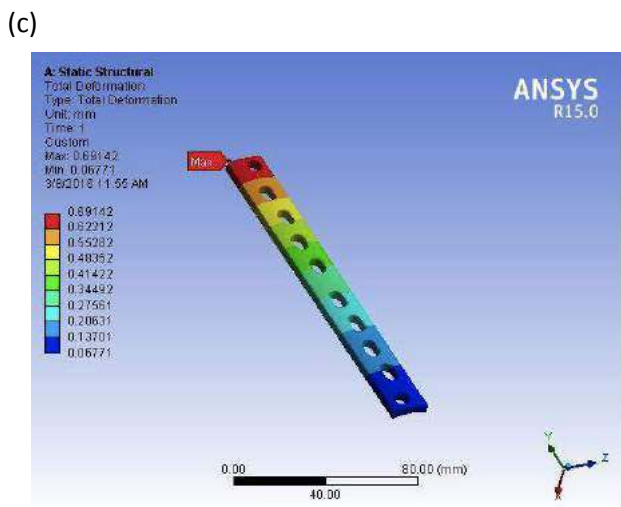 (c)
A: Static Structural
Total Deformation
Type: Total Deformation
Unit: mm
Time: 1
Custom
Max: 0.69142
Min: 0.06771
3/8/2016 11:55 AM
ANSYS
R15.0
Max
0.69142
0.62212
0.55282
0.48352
0.41422
0.34492
0.27561
0.20631
0.13701
0.06771
0.00
80.00 (mm)
40.00
Y
Z
X